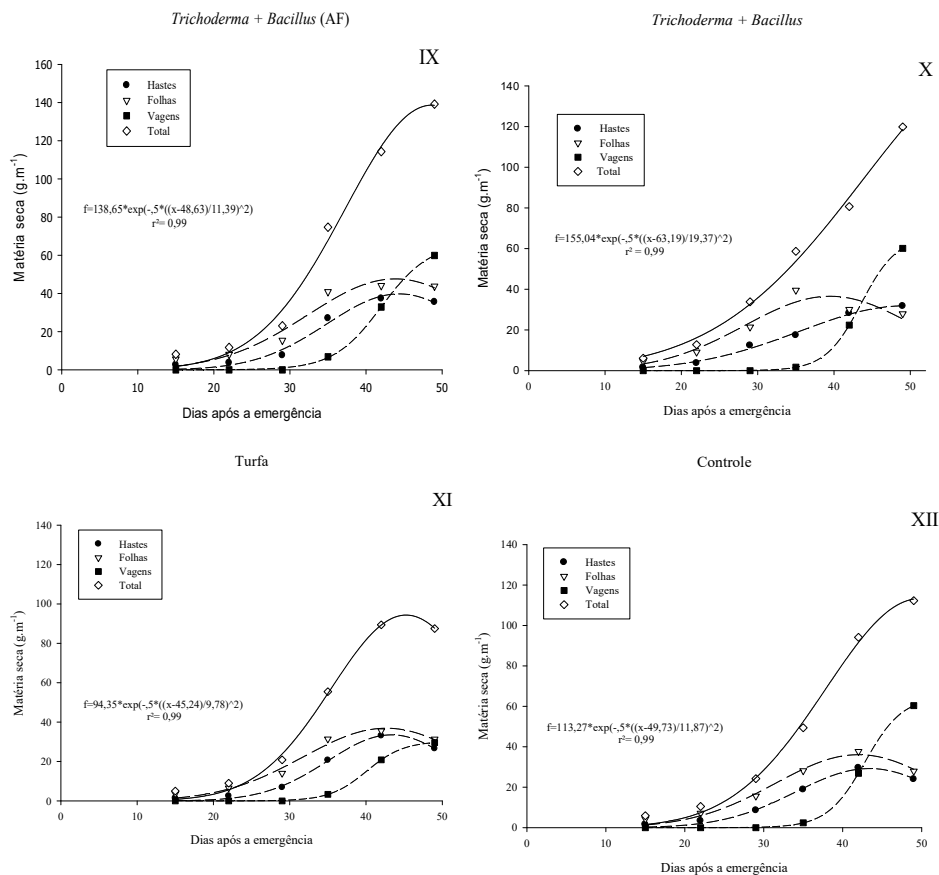 Trichoderma + Bacillus (AF)
IX
160
140
120
100
80
60
40
20
0
Matéria seca (g.m⁻¹)
Hastes
Folhas
Vagens
Total
f=138,65*exp(-,5*((x-48,63)/11,39)^2)
r²= 0,99
0 10 20 30 40 50
Dias após a emergência
Trichoderma + Bacillus
X
140
120
100
80
60
40
20
0
Matéria seca (g.m⁻¹)
Hastes
Folhas
Vagens
Total
f=155,04*exp(-,5*((x-63,19)/19,37)^2)
r² = 0,99
0 10 20 30 40 50
Dias após a emergência
Turfa
XI
140
120
100
80
60
40
20
0
Matéria seca (g.m⁻¹)
Hastes
Folhas
Vagens
Total
f=94,35*exp(-,5*((x-45,24)/9,78)^2)
r²= 0,99
0 10 20 30 40 50
Dias após a emergência
Controle
XII
140
120
100
80
60
40
20
0
Matéria seca (g.m⁻¹)
Hastes
Folhas
Vagens
Total
f=113,27*exp(-,5*((x-49,73)/11,87)^2)
r²= 0,99
0 10 20 30 40 50
Dias após a emergência